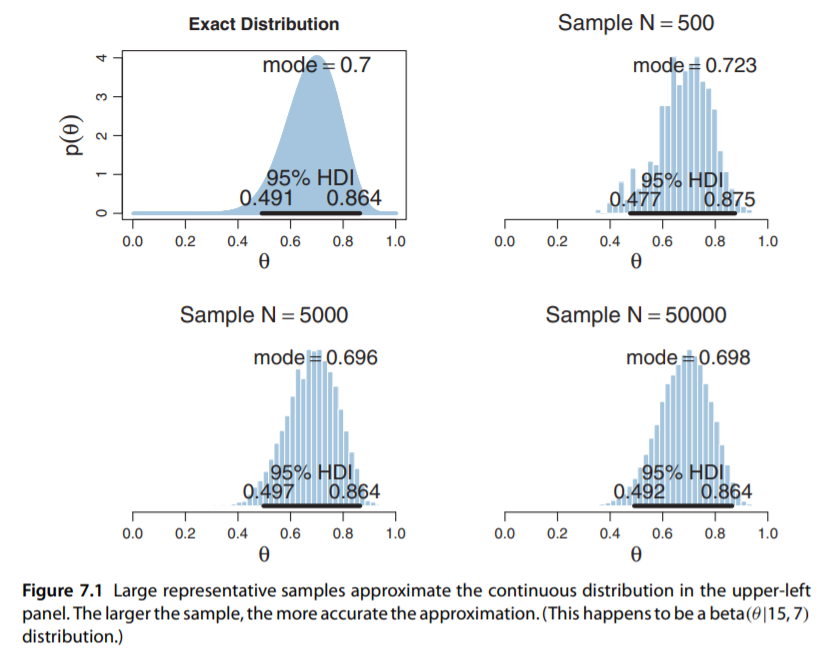 Exact Distribution
mode = 0.7
95% HDI
0.491 0.864
p(θ)
0 1 2 3 4
0.0 0.2 0.4 0.6 0.8 1.0
θ
Sample N = 500
mode = 0.723
95% HDI
0.477 0.875
0.0 0.2 0.4 0.6 0.8 1.0
θ
Sample N = 5000
mode = 0.696
95% HDI
0.497 0.864
0.0 0.2 0.4 0.6 0.8 1.0
θ
Sample N = 50000
mode = 0.698
95% HDI
0.492 0.864
0.0 0.2 0.4 0.6 0.8 1.0
θ
Figure 7.1 Large representative samples approximate the continuous distribution in the upper-left
panel. The larger the sample, the more accurate the approximation. (This happens to be a beta(θ|15, 7)
distribution.)